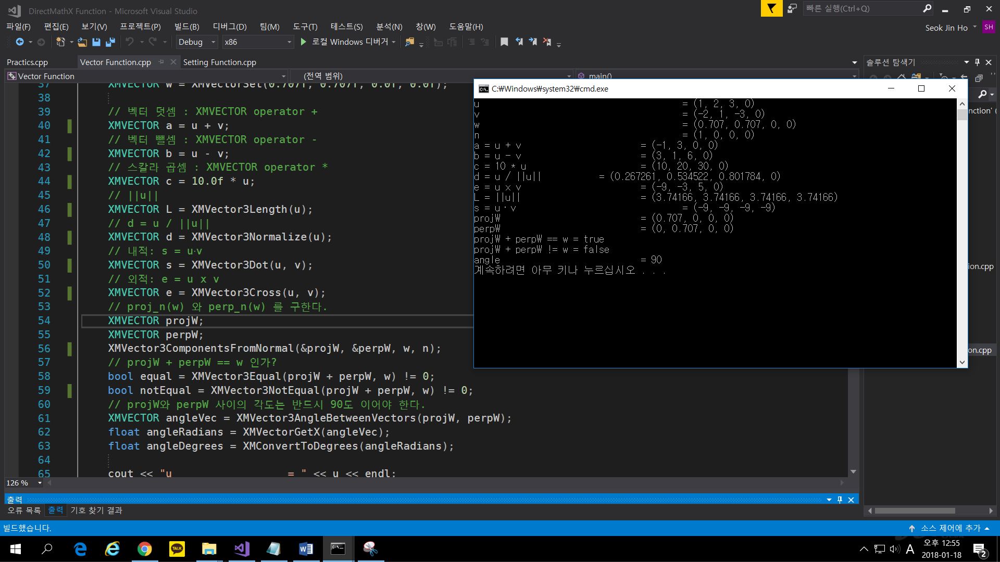 DirectMathX Function - Microsoft Visual Studio
빠른 실행(Ctrl+Q)
파일(F) 편집(E) 보기(V) 프로젝트(P) 빌드(B) 디버그(D) 팀(M) 도구(T) 테스트(S) 분석(N) 창(W) 도움말(H)
Seok Jin Ho SH
Debug x86 로컬 Windows 디버거
Practics.cpp Vector Function.cpp Setting Function.cpp
솔루션 탐색기
Vector Function (전역 범위) main()
37 XMVECTOR w = XMVectorSet(0.707f, 0.707f, 0.0f, 0.0f);
38
39 // 벡터 덧셈 : XMVECTOR operator +
40 XMVECTOR a = u + v;
41 // 벡터 뺄셈 : XMVECTOR operator -
42 XMVECTOR b = u - v;
43 // 스칼라 곱셈 : XMVECTOR operator *
44 XMVECTOR c = 10.0f * u;
45 // ||u||
46 XMVECTOR L = XMVector3Length(u);
47 // d = u / ||u||
48 XMVECTOR d = XMVector3Normalize(u);
49 // 내적: s = u·v
50 XMVECTOR s = XMVector3Dot(u, v);
51 // 외적: e = u x v
52 XMVECTOR e = XMVector3Cross(u, v);
53 // proj_n(w) 와 perp_n(w) 를 구한다.
54 XMVECTOR projW;
55 XMVECTOR perpW;
56 XMVector3ComponentsFromNormal(&projW, &perpW, w, n);
57 // projW + perpW == w 인가?
58 bool equal = XMVector3Equal(projW + perpW, w) != 0;
59 bool notEqual = XMVector3NotEqual(projW + perpW, w) != 0;
60 // projW와 perpW 사이의 각도는 반드시 90도 이어야 한다.
61 XMVECTOR angleVec = XMVector3AngleBetweenVectors(projW, perpW);
62 float angleRadians = XMVectorGetX(angleVec);
63 float angleDegrees = XMConvertToDegrees(angleRadians);
64
65 cout << "u = " << u << endl;
C:₩Windows₩system32₩cmd.exe
u = (1, 2, 3, 0)
v = (-2, 1, -3, 0)
w = (0.707, 0.707, 0, 0)
n = (1, 0, 0, 0)
a = u + v = (-1, 3, 0, 0)
b = u - v = (3, 1, 6, 0)
c = 10 * u = (10, 20, 30, 0)
d = u / ||u|| = (0.267261, 0.534522, 0.801784, 0)
e = u x v = (-9, -3, 5, 0)
L = ||u|| = (3.74166, 3.74166, 3.74166, 3.74166)
s = u·v = (-9, -9, -9, -9)
projW = (0.707, 0, 0, 0)
perpW = (0, 0.707, 0, 0)
projW + perpW == w = true
projW + perpW != w = false
angle = 90
계속하려면 아무 키나 누르십시오 . . .
nction' (
ion.cpp
on.cpp
126 %
출력
오류 목록 출력 기호 찾기 결과
빌드했습니다.
소스 제어에 추가
TALK
A
오후 12:55
2018-01-18
2